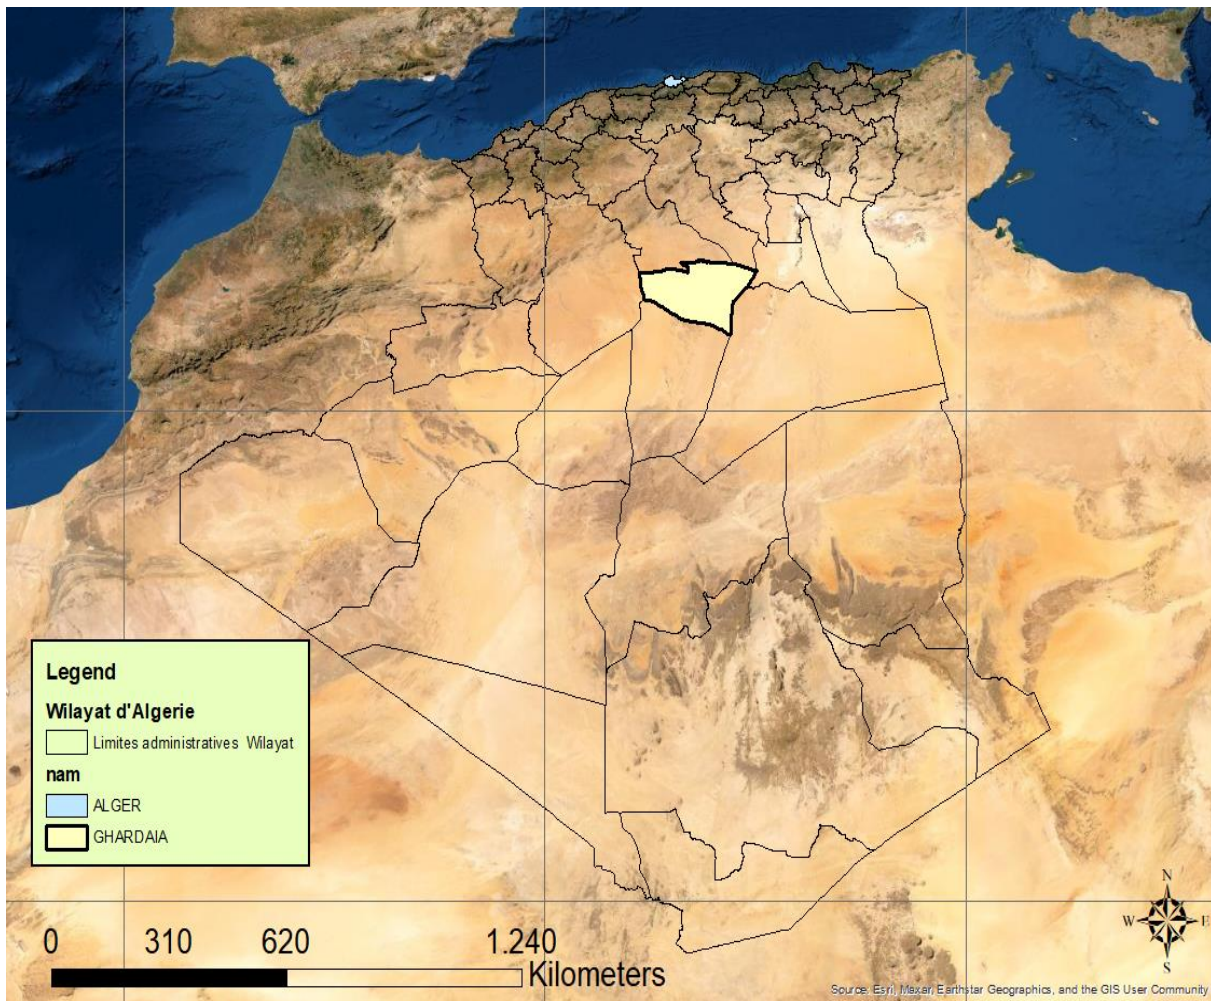 Legend
Wilayat d'Algerie
Limites administratives Wilayat
nam
ALGER
GHARDAIA
0 310 620 1.240
Kilometers
N
W E
S
Source: Esri, Maxar, Earthstar Geographics, and the GIS User Community